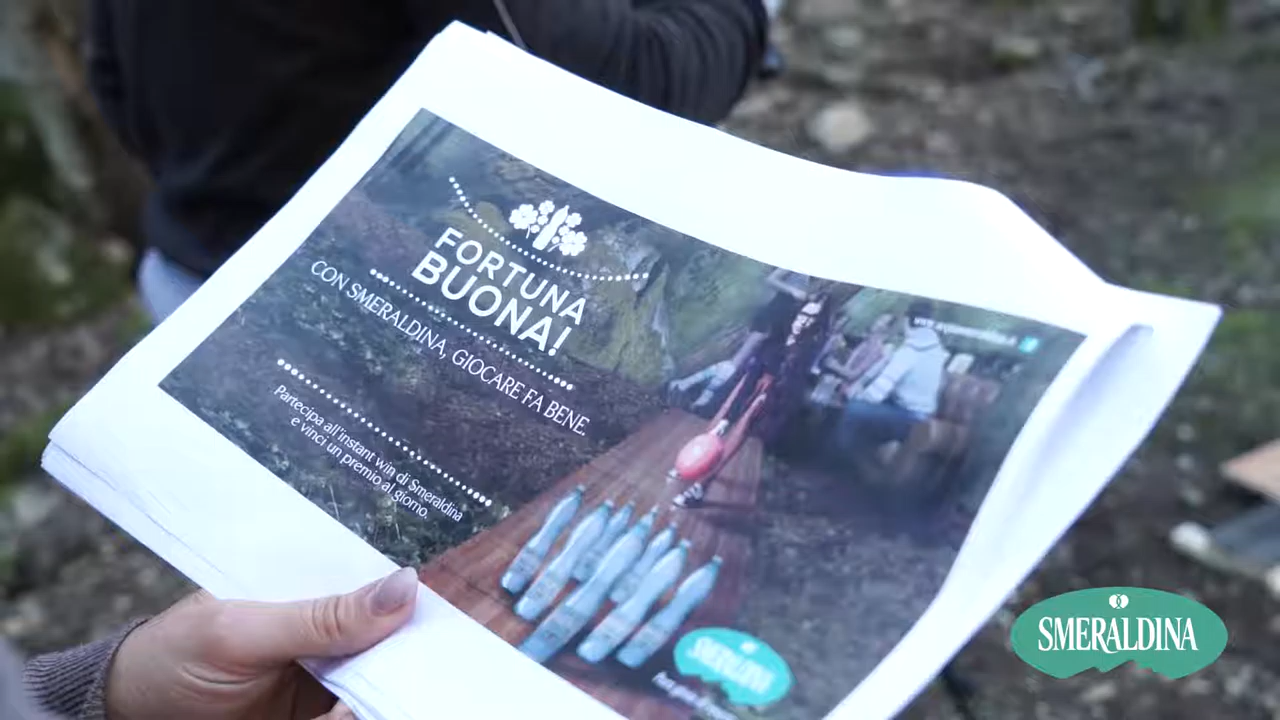 FORTUNA
BUONA!
CON SMERALDINA, GIOCARE FA BENE.
Partecipa all'instant win di Smeraldina
e vinci un premio al giorno.
SMERALDINA
SMERALDINA